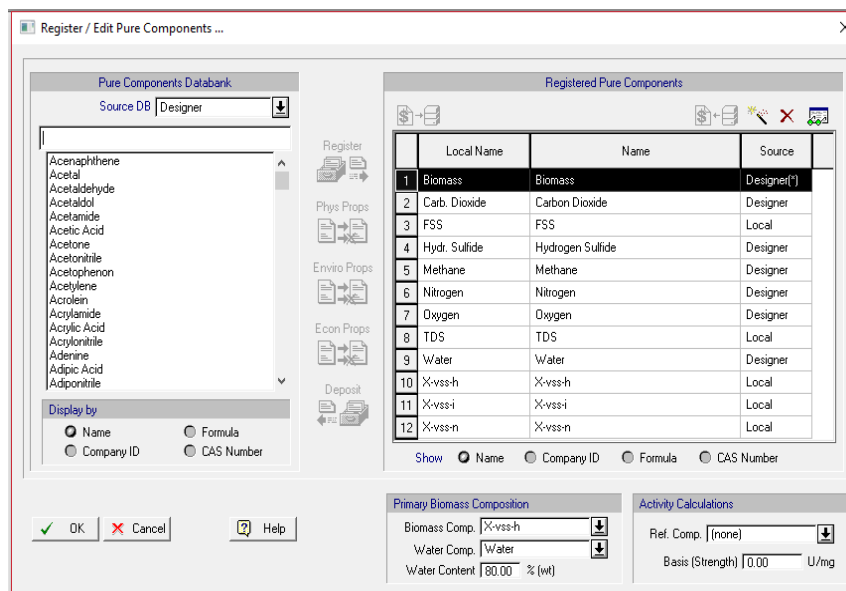 Register / Edit Pure Components ...
Pure Components Databank
Source DB Designer
Acenaphthene
Acetal
Acetaldehyde
Acetaldol
Acetamide
Acetic Acid
Acetone
Acetonitrile
Acetophenon
Acetylene
Acrolein
Acrylamide
Acrylic Acid
Acrylonitrile
Adenine
Adipic Acid
Adiponitrile
Display by
Name Formula
Company ID CAS Number
Register
Phys Props
Enviro Props
Econ Props
Deposit
Registered Pure Components
Local Name Name Source
1 Biomass Biomass Designer(*)
2 Carb. Dioxide Carbon Dioxide Designer
3 FSS FSS Local
4 Hydr. Sulfide Hydrogen Sulfide Designer
5 Methane Methane Designer
6 Nitrogen Nitrogen Designer
7 Oxygen Oxygen Designer
8 TDS TDS Local
9 Water Water Designer
10 X-vss-h X-vss-h Local
11 X-vss-i X-vss-i Local
12 X-vss-n X-vss-n Local
Show Name Company ID Formula CAS Number
OK Cancel Help
Primary Biomass Composition
Biomass Comp. X-vss-h
Water Comp. Water
Water Content 80.00 % (wt)
Activity Calculations
Ref. Comp. (none)
Basis (Strength) 0.00 U/mg